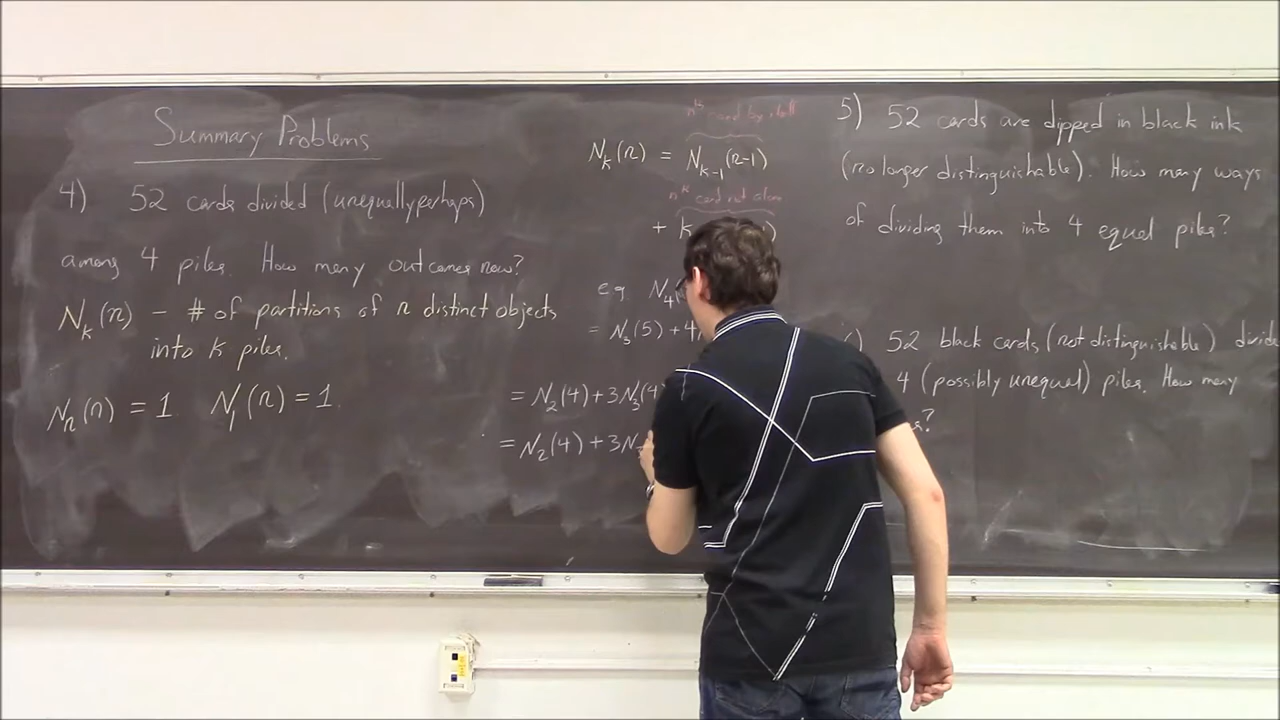 Summary Problems
4) 52 cards divided (unequally perhaps)
among 4 piles. How many outcomes now?
N_k(n) – # of partitions of n distinct objects
into k piles.
N_n(n) = 1. N_1(n) = 1.
N_k(n) = N_{k-1}(n-1)
n^th card not alone
+ k
eg N_4(
= N_3(5) + 4
= N_2(4) + 3N_3(4
= N_2(4) + 3N
5) 52 cards are dipped in black ink
(no longer distinguishable). How many ways
of dividing them into 4 equal piles?
) 52 black cards (not distinguishable) divide
4 (possibly unequal) piles. How many
?